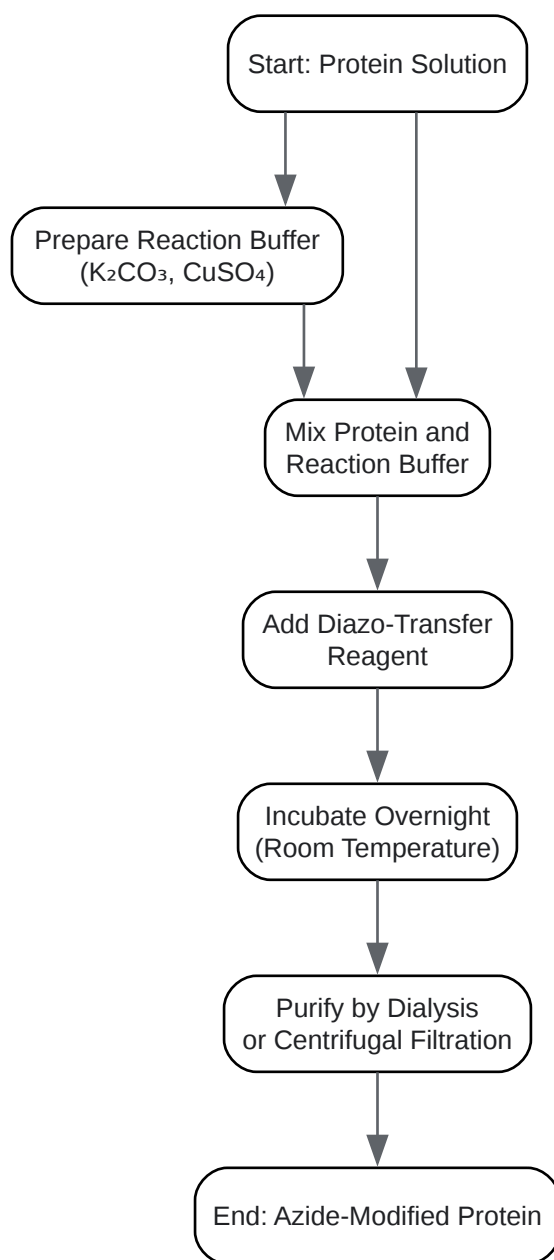 Start: Protein Solution
Prepare Reaction Buffer
(K₂CO₃, CuSO₄)
Mix Protein and
Reaction Buffer
Add Diazo-Transfer
Reagent
Incubate Overnight
(Room Temperature)
Purify by Dialysis
or Centrifugal Filtration
End: Azide-Modified Protein